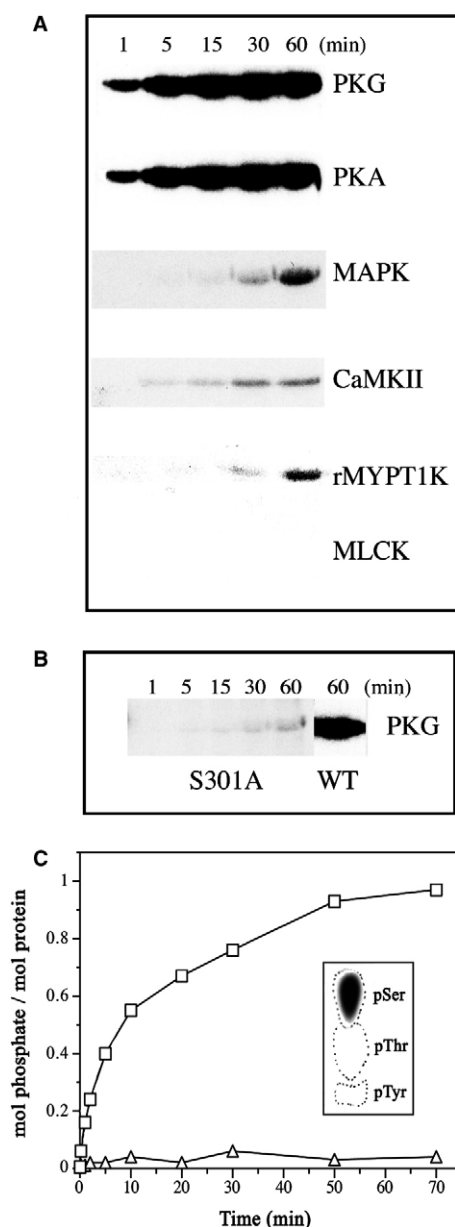 A
1 5 15 30 60 (min)
PKG
PKA
MAPK
CaMKII
rMYPT1K
MLCK
B
1 5 15 30 60 60 (min)
PKG
S301A WT
C
mol phosphate / mol protein
1
0.8
0.6
0.4
0.2
0
pSer
pThr
pTyr
0 10 20 30 40 50 60 70
Time (min)